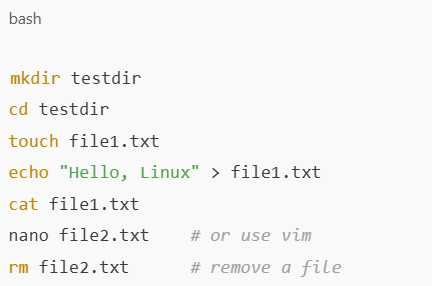 bash
mkdir testdir
cd testdir
touch file1.txt
echo "Hello, Linux" > file1.txt
cat file1.txt
nano file2.txt    # or use vim
rm file2.txt      # remove a file